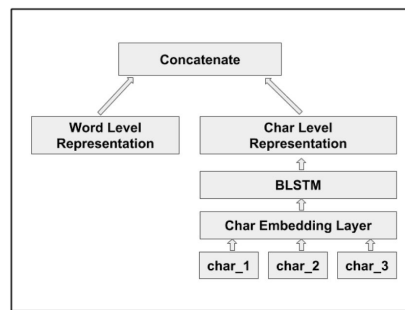 Concatenate
Word Level
Representation
Char Level
Representation
BLSTM
Char Embedding Layer
char_1
char_2
char_3